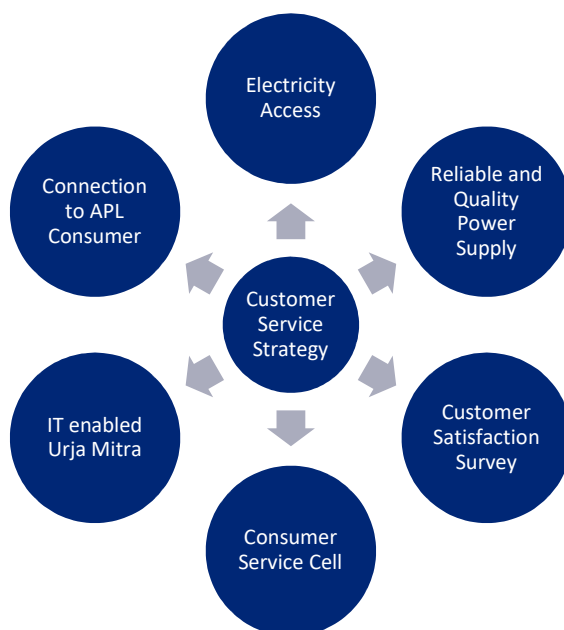 Electricity
Access
Reliable and
Quality
Power
Supply
Customer
Satisfaction
Survey
Consumer
Service Cell
IT enabled
Urja Mitra
Connection
to APL
Consumer
Customer
Service
Strategy